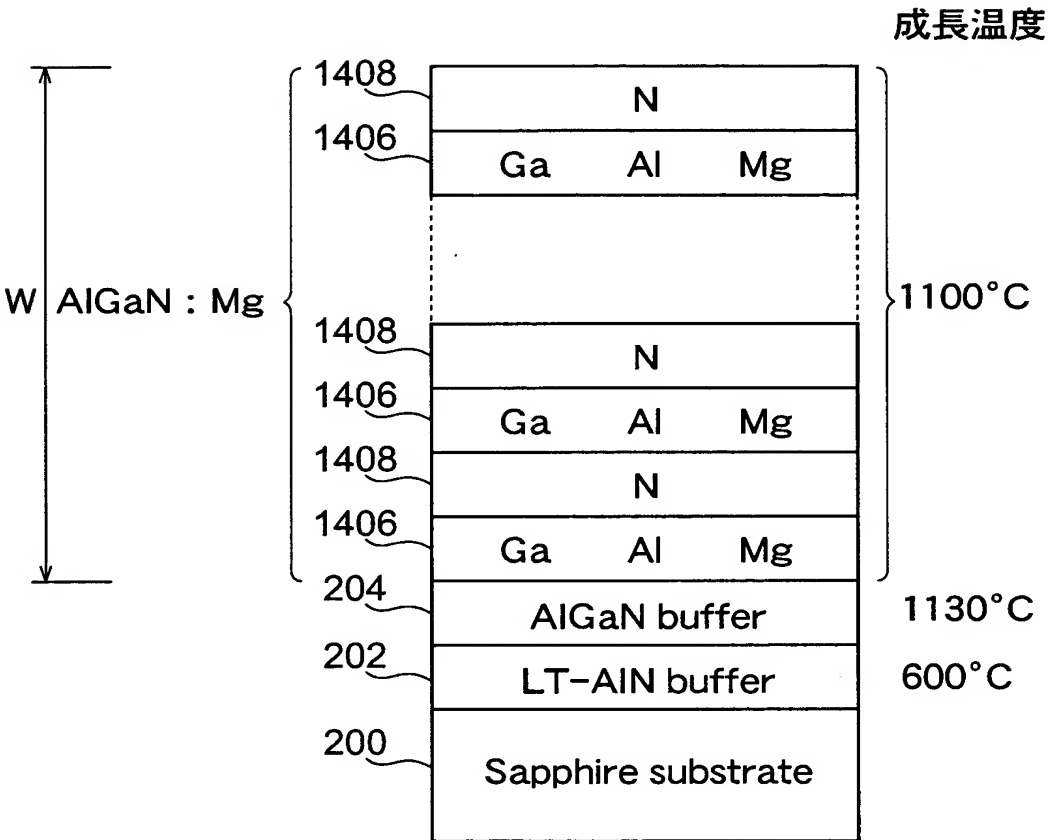 成長温度
1408
N
1406
Ga Al Mg
W AlGaN : Mg
1100°C
1408
N
1406
Ga Al Mg
1408
N
1406
Ga Al Mg
204
AlGaN buffer
1130°C
202
LT-AlN buffer
600°C
200
Sapphire substrate